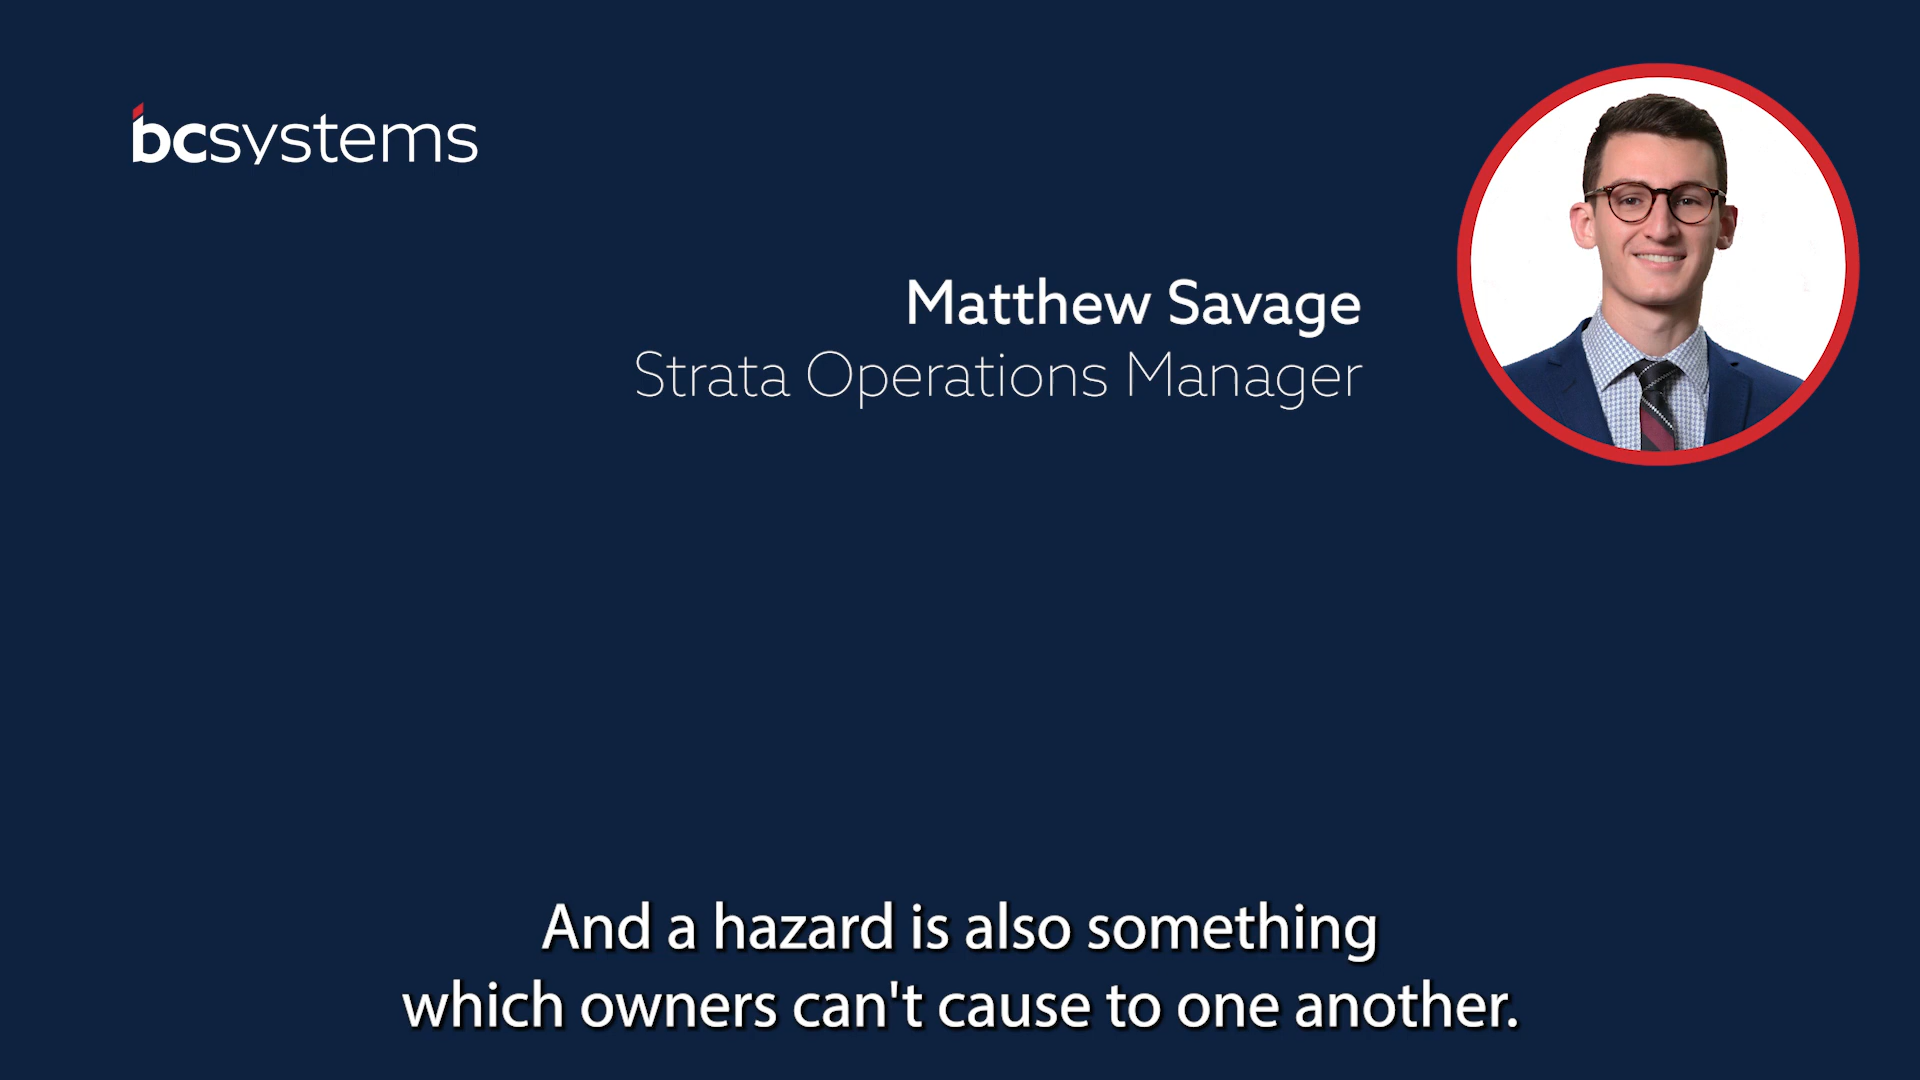 bcsystems
Matthew Savage
Strata Operations Manager
And a hazard is also something
which owners can't cause to one another.